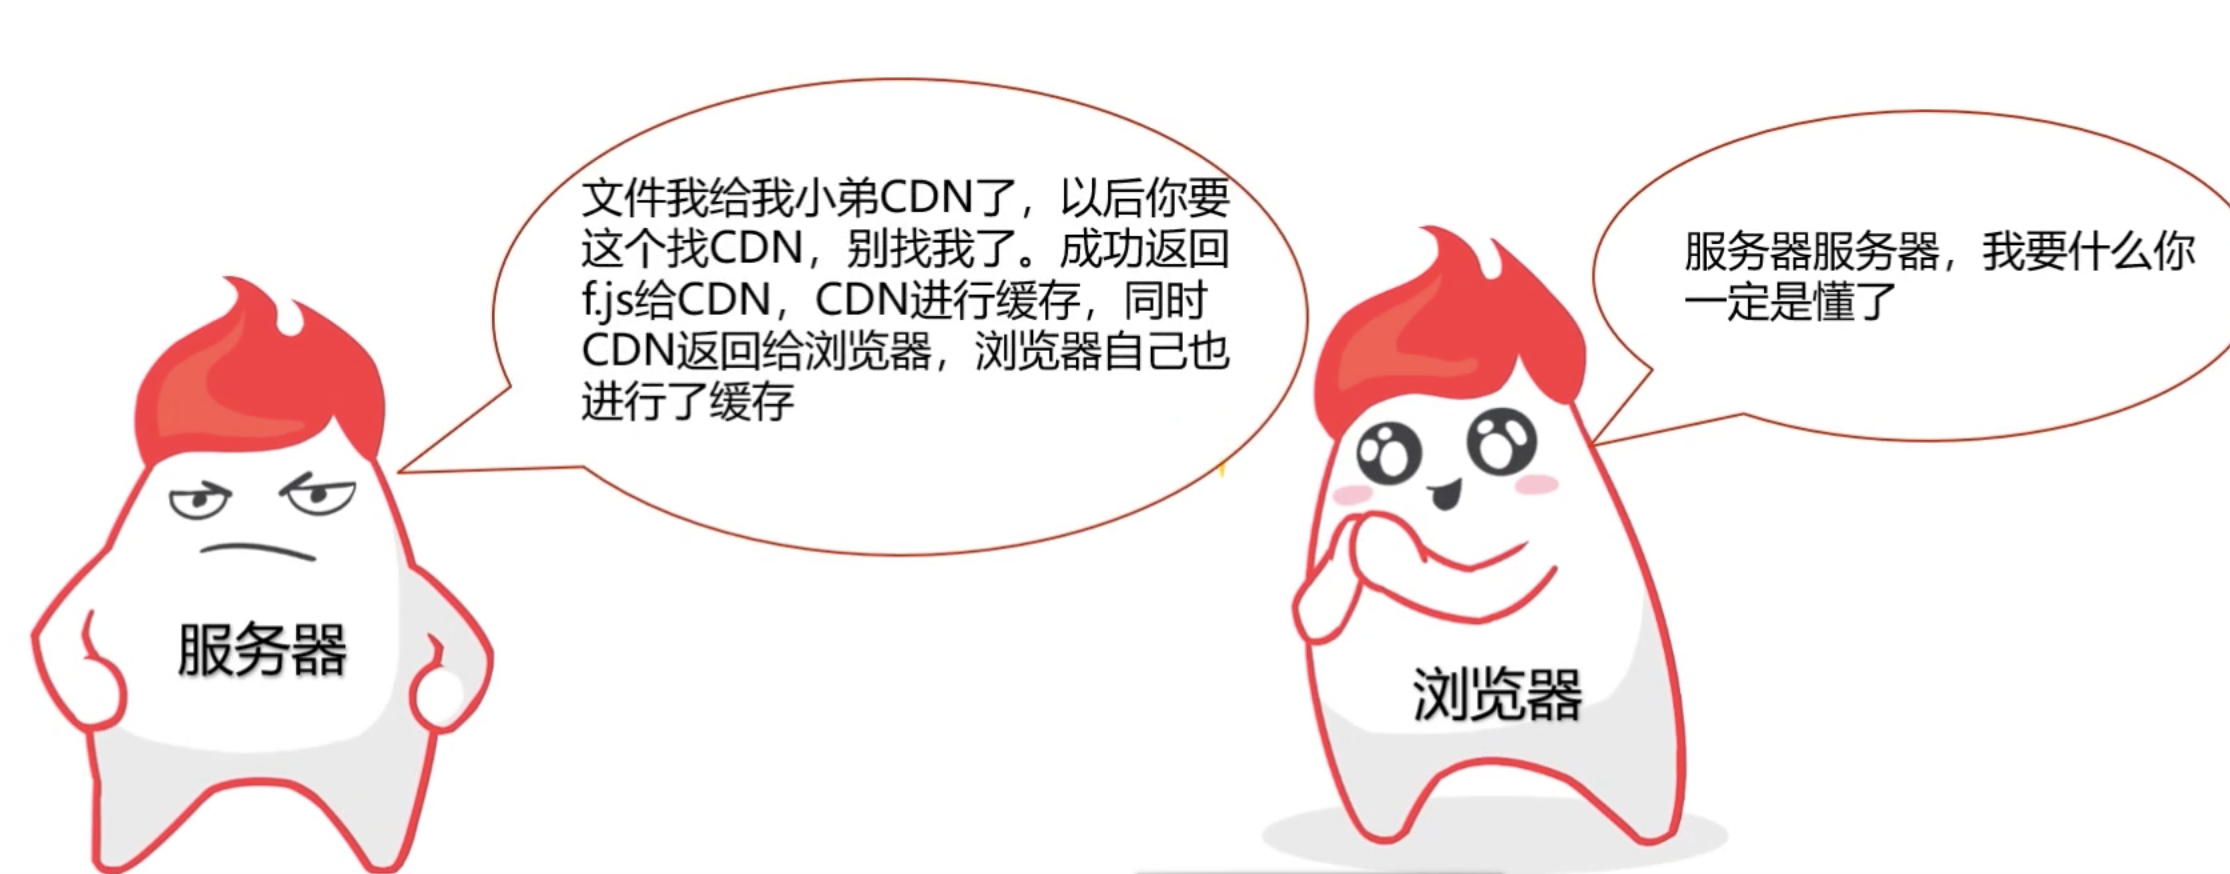 文件我给我小弟CDN了，以后你要
这个找CDN，别找我了。成功返回
f.js给CDN，CDN进行缓存，同时
CDN返回给浏览器，浏览器自己也
进行了缓存
服务器服务器，我要什么你
一定是懂了
服务器
浏览器